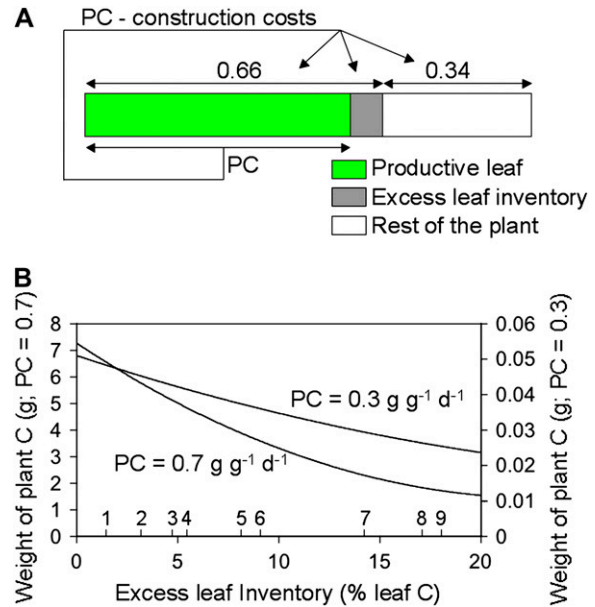 A
PC - construction costs
0.66 0.34
PC
Productive leaf
Excess leaf inventory
Rest of the plant
B
Weight of plant C (g; PC = 0.7)
8
7
6
5
4
3
2
1
0
PC = 0.3 g g⁻¹ d⁻¹
PC = 0.7 g g⁻¹ d⁻¹
1 2 3 4 5 6 7 8 9
0 5 10 15 20
Excess leaf Inventory (% leaf C)
0.06
0.05
0.04
0.03
0.02
0.01
0.00
Weight of plant C (g; PC = 0.3)